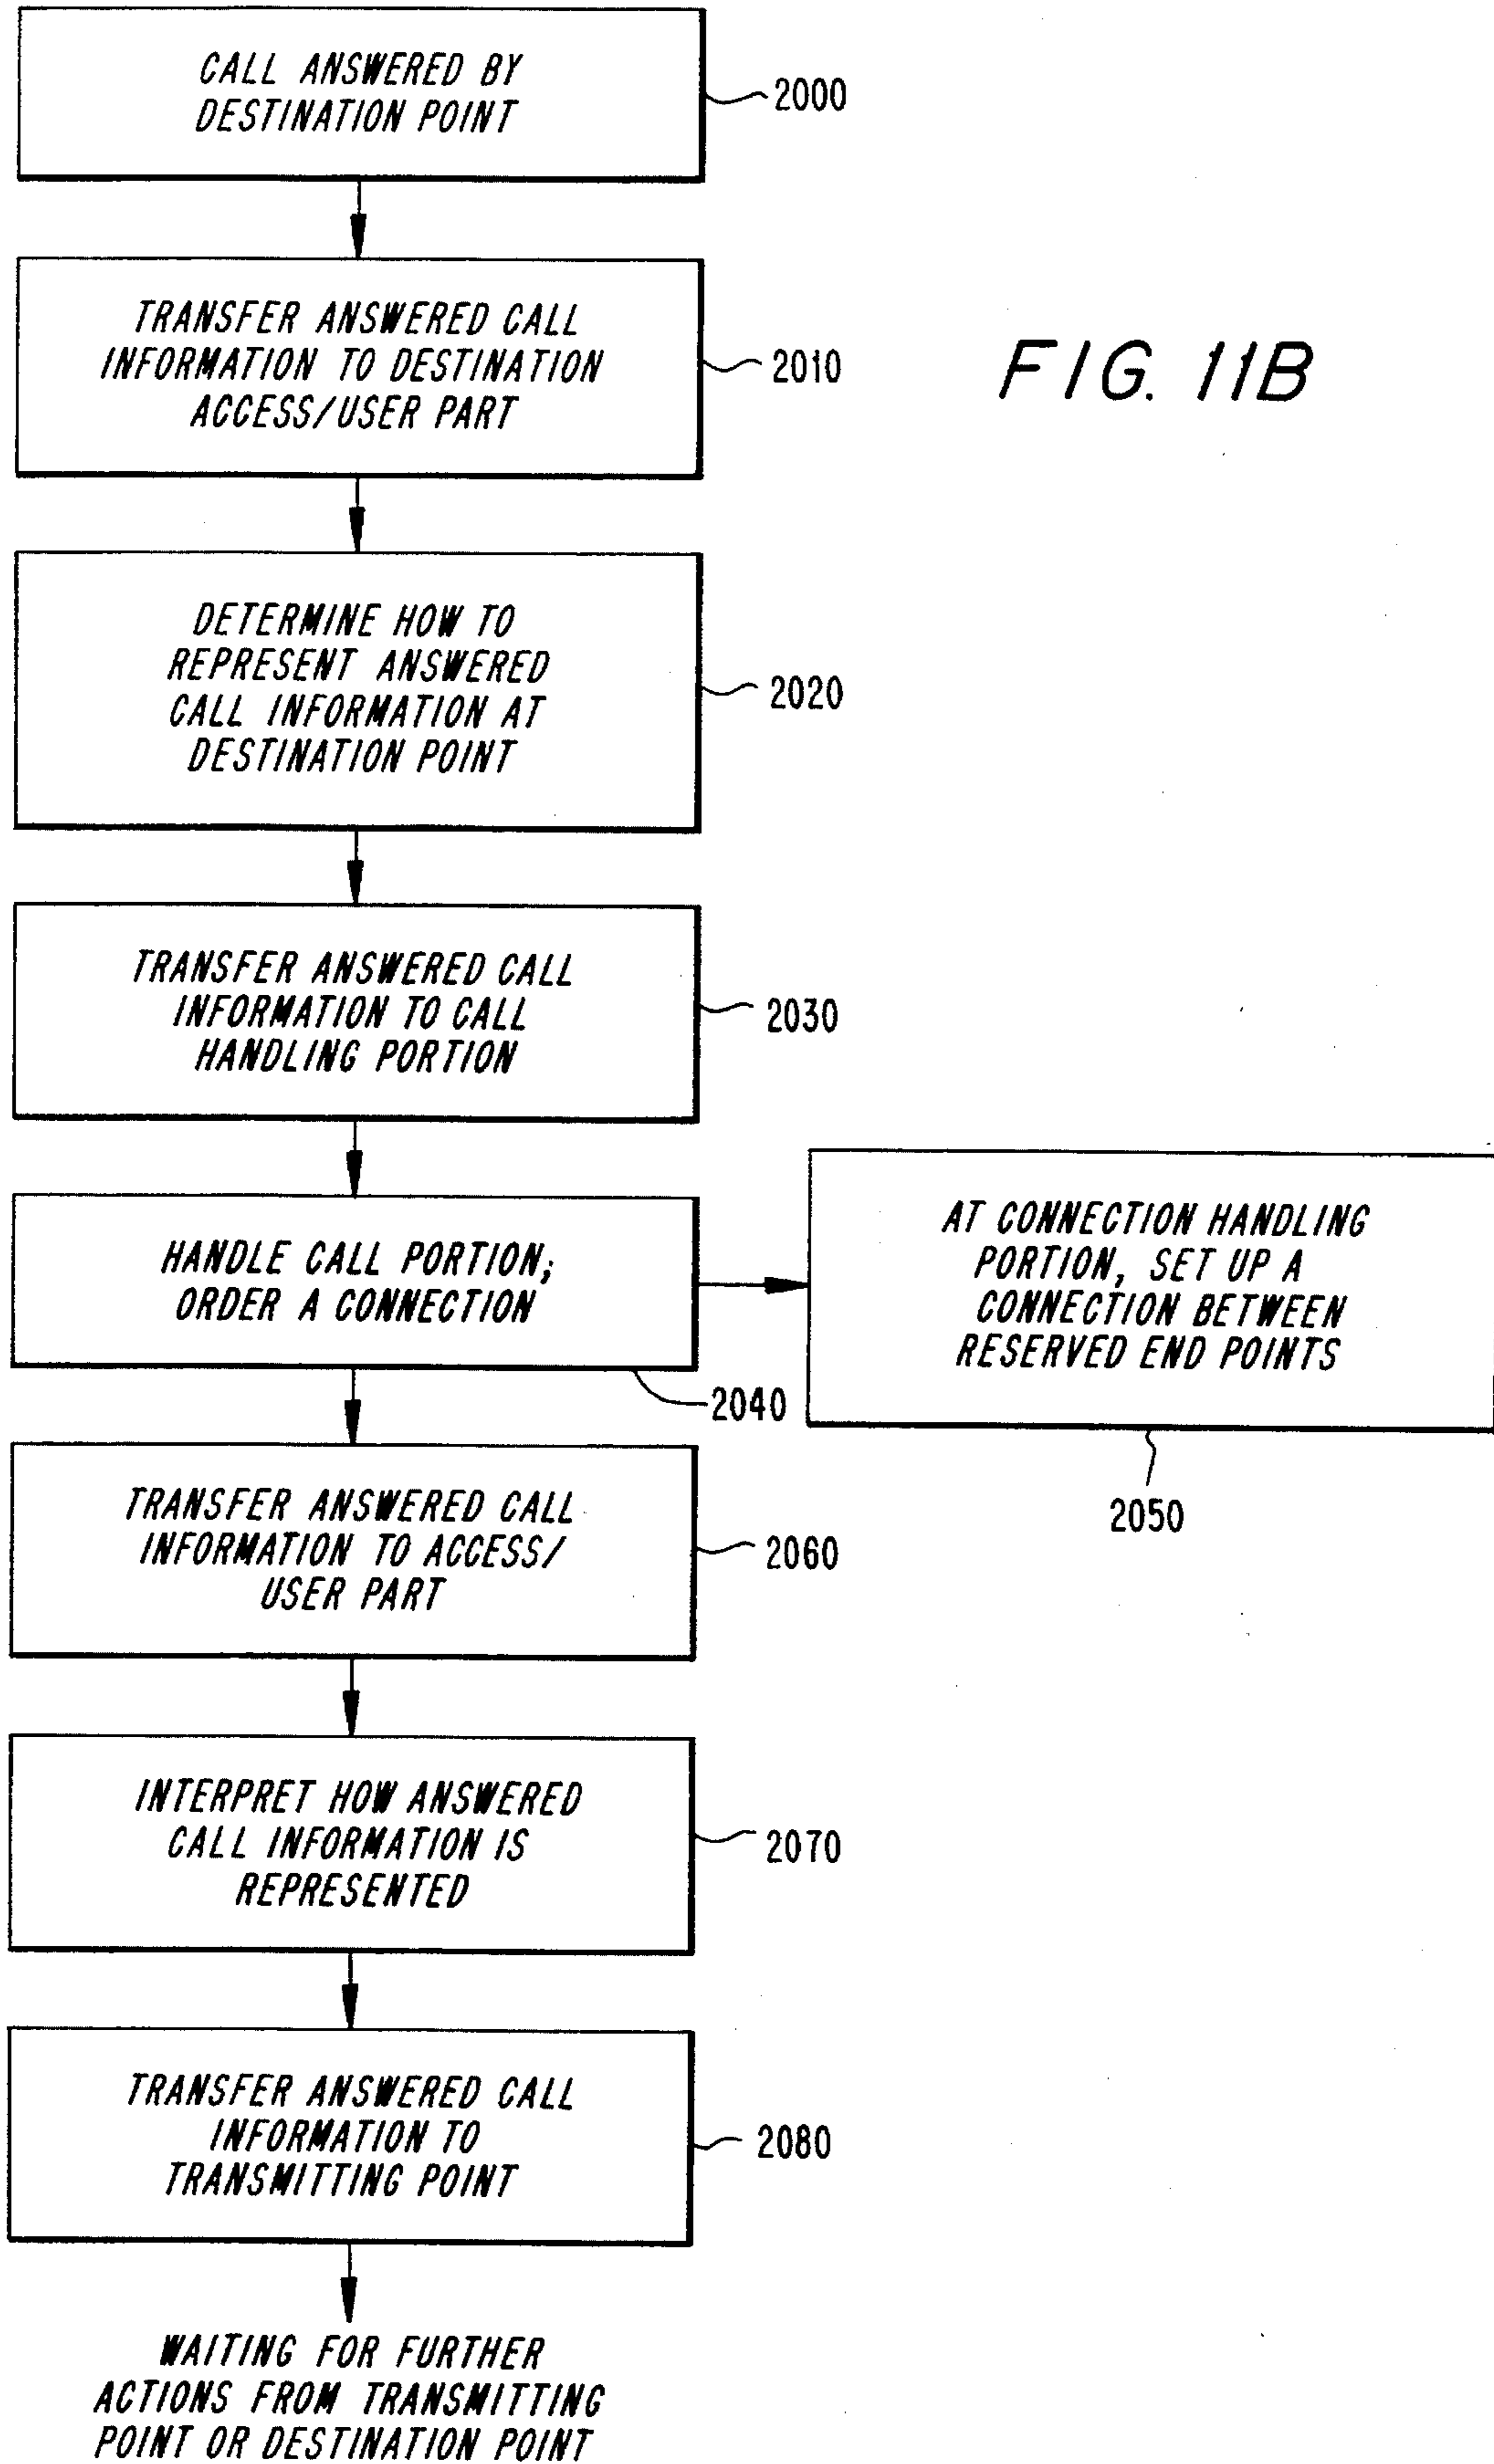 CALL ANSWERED BY
DESTINATION POINT
2000
TRANSFER ANSWERED CALL
INFORMATION TO DESTINATION
ACCESS/USER PART
2010
FIG. 11B
DETERMINE HOW TO
REPRESENT ANSWERED
CALL INFORMATION AT
DESTINATION POINT
2020
TRANSFER ANSWERED CALL
INFORMATION TO CALL
HANDLING PORTION
2030
HANDLE CALL PORTION;
ORDER A CONNECTION
2040
AT CONNECTION HANDLING
PORTION, SET UP A
CONNECTION BETWEEN
RESERVED END POINTS
2050
TRANSFER ANSWERED CALL
INFORMATION TO ACCESS/
USER PART
2060
INTERPRET HOW ANSWERED
CALL INFORMATION IS
REPRESENTED
2070
TRANSFER ANSWERED CALL
INFORMATION TO
TRANSMITTING POINT
2080
WAITING FOR FURTHER
ACTIONS FROM TRANSMITTING
POINT OR DESTINATION POINT